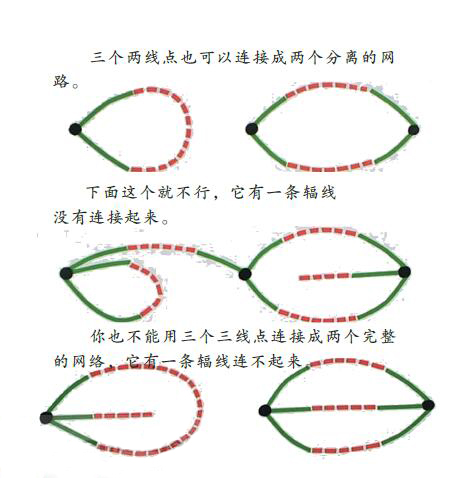 三个两线点也可以连接成两个分离的网
路。
下面这个就不行，它有一条辐线
没有连接起来。
你也不能用三个三线点连接成两个完整
的网络，它有一条辐线连不起来。